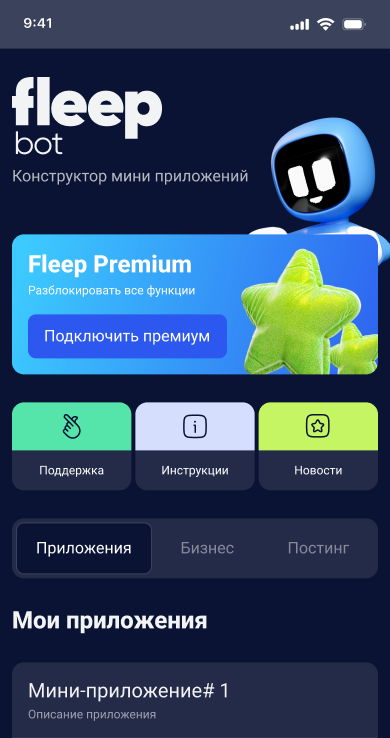 9:41
fleep
bot
Конструктор мини приложений
Fleep Premium
Разблокировать все функции
Подключить премиум
Поддержка
Инструкции
Новости
Приложения
Бизнес
Постинг
Мои приложения
Мини-приложение# 1
Описание приложения